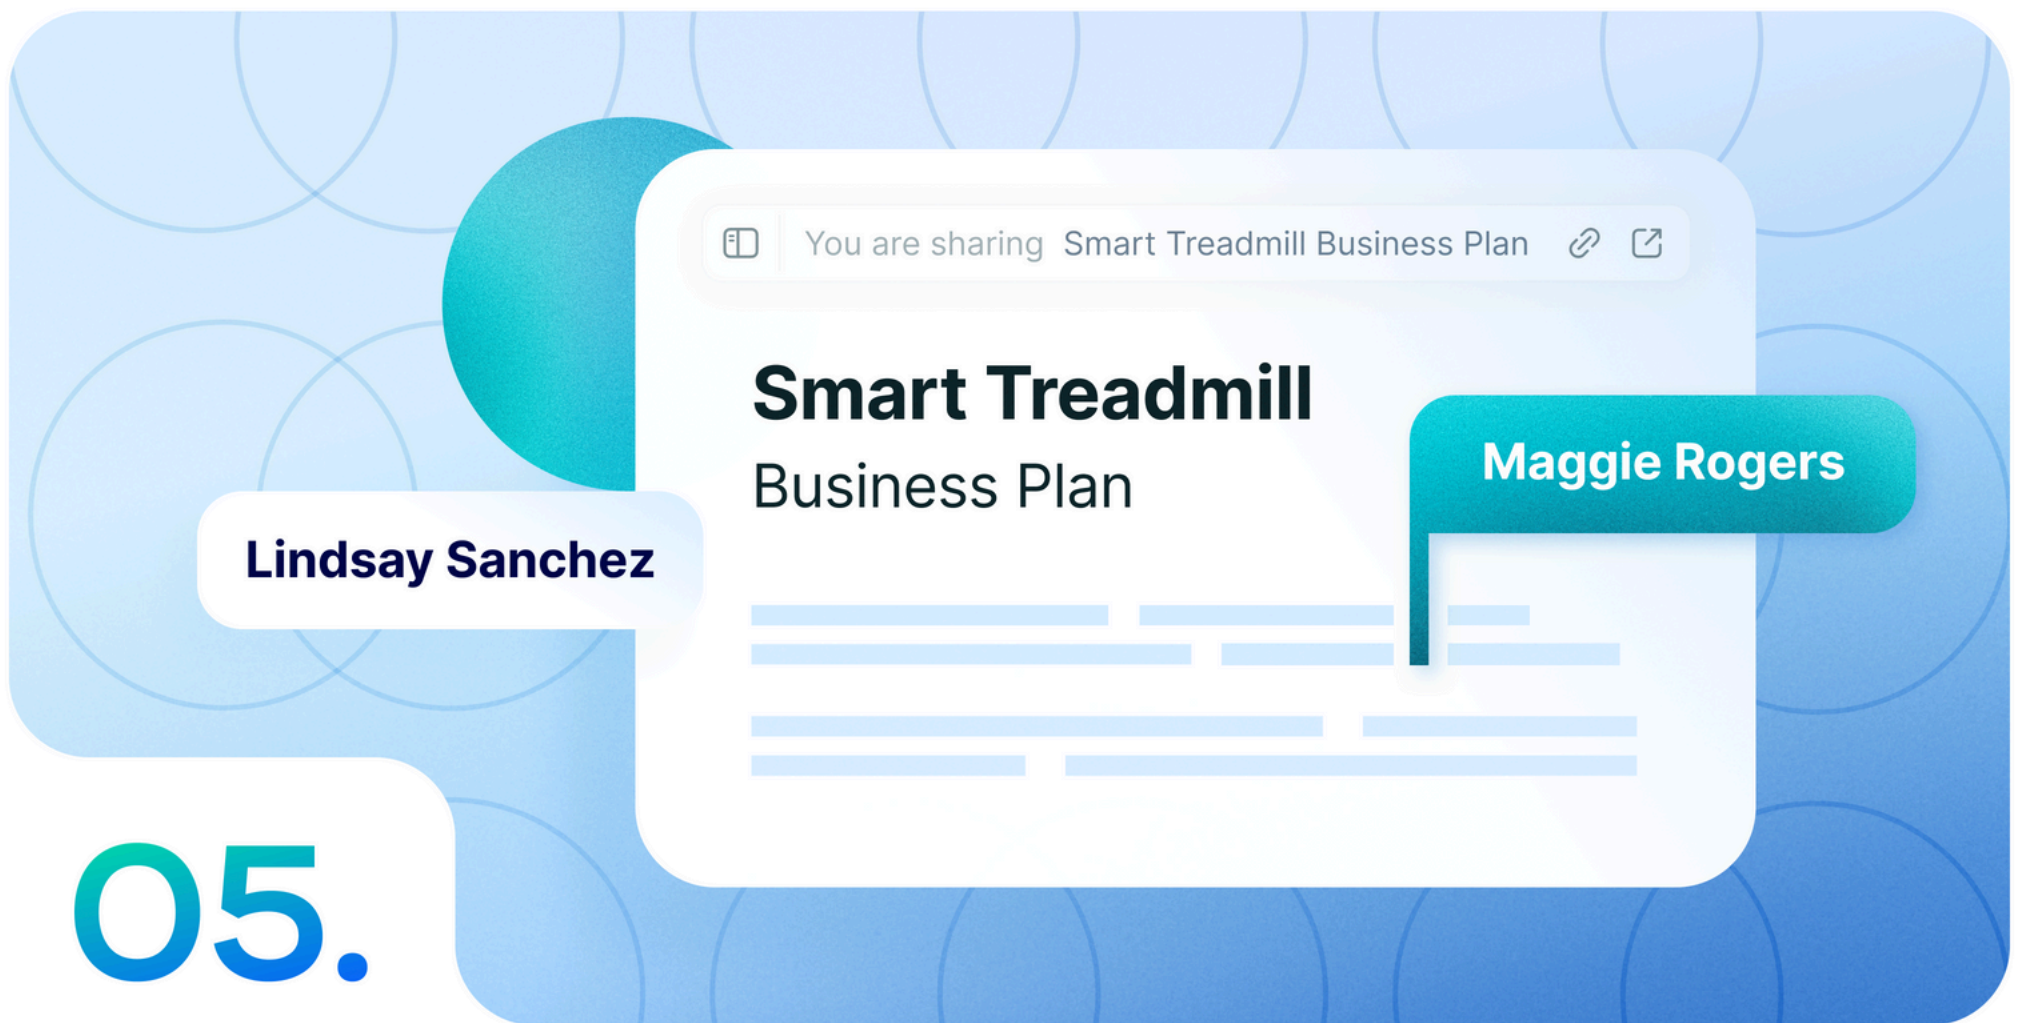 You are sharing Smart Treadmill Business Plan
Smart Treadmill
Business Plan
Maggie Rogers
Lindsay Sanchez
05.